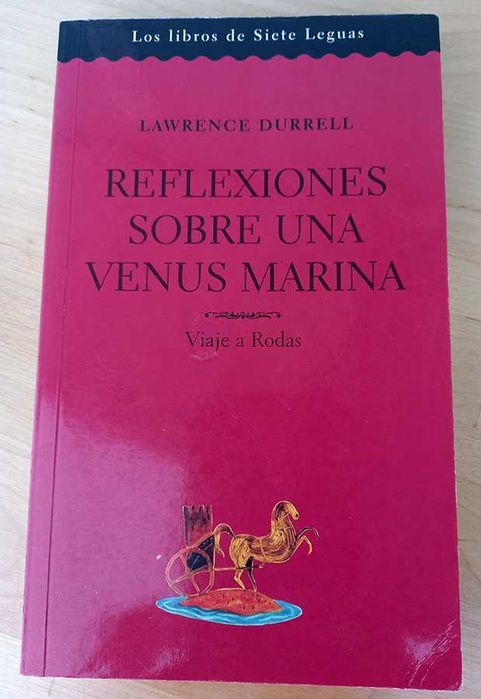 Los libros de Siete Leguas
LAWRENCE DURRELL
REFLEXIONES
SOBRE UNA
VENUS MARINA
Viaje a Rodas